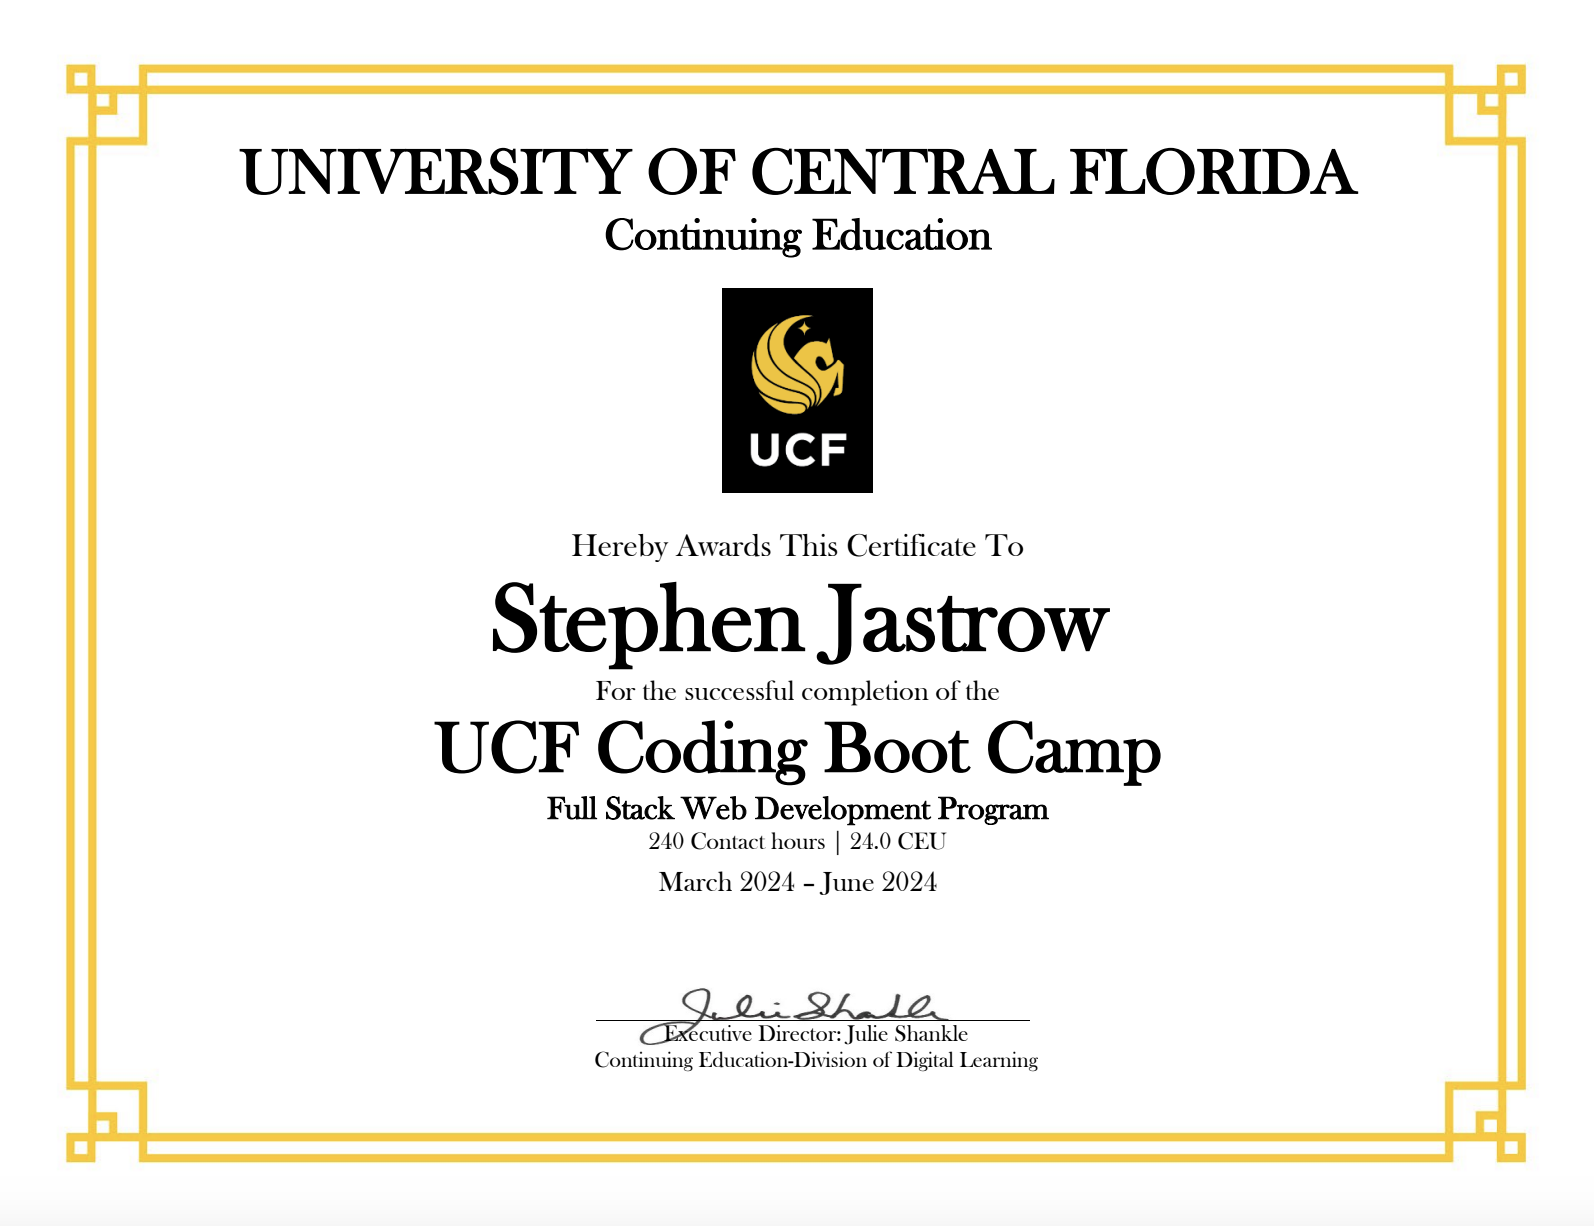 UNIVERSITY OF CENTRAL FLORIDA
Continuing Education
UCF
Hereby Awards This Certificate To
Stephen Jastrow
For the successful completion of the
UCF Coding Boot Camp
Full Stack Web Development Program
240 Contact hours | 24.0 CEU
March 2024 – June 2024
Julie Shankle
Executive Director: Julie Shankle
Continuing Education-Division of Digital Learning